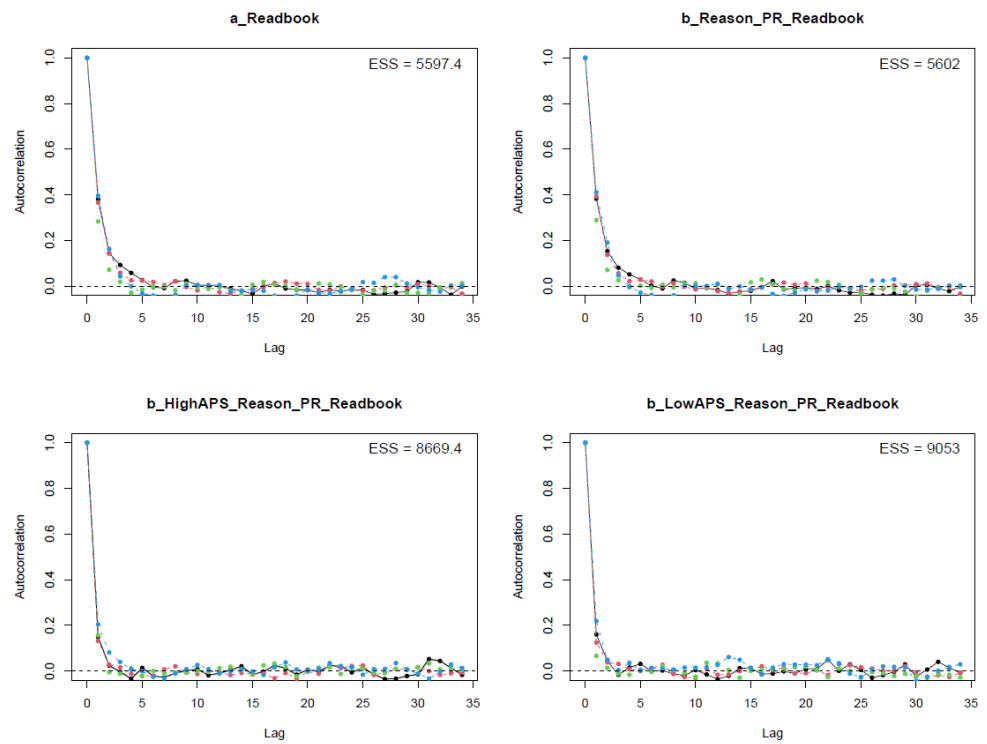 a_Readbook
ESS = 5597.4
Autocorrelation
0.0 0.2 0.4 0.6 0.8 1.0
0 5 10 15 20 25 30 35
Lag
b_Reason_PR_Readbook
ESS = 5602
Autocorrelation
0.0 0.2 0.4 0.6 0.8 1.0
0 5 10 15 20 25 30 35
Lag
b_HighAPS_Reason_PR_Readbook
ESS = 8669.4
Autocorrelation
0.0 0.2 0.4 0.6 0.8 1.0
0 5 10 15 20 25 30 35
Lag
b_LowAPS_Reason_PR_Readbook
ESS = 9053
Autocorrelation
0.0 0.2 0.4 0.6 0.8 1.0
0 5 10 15 20 25 30 35
Lag